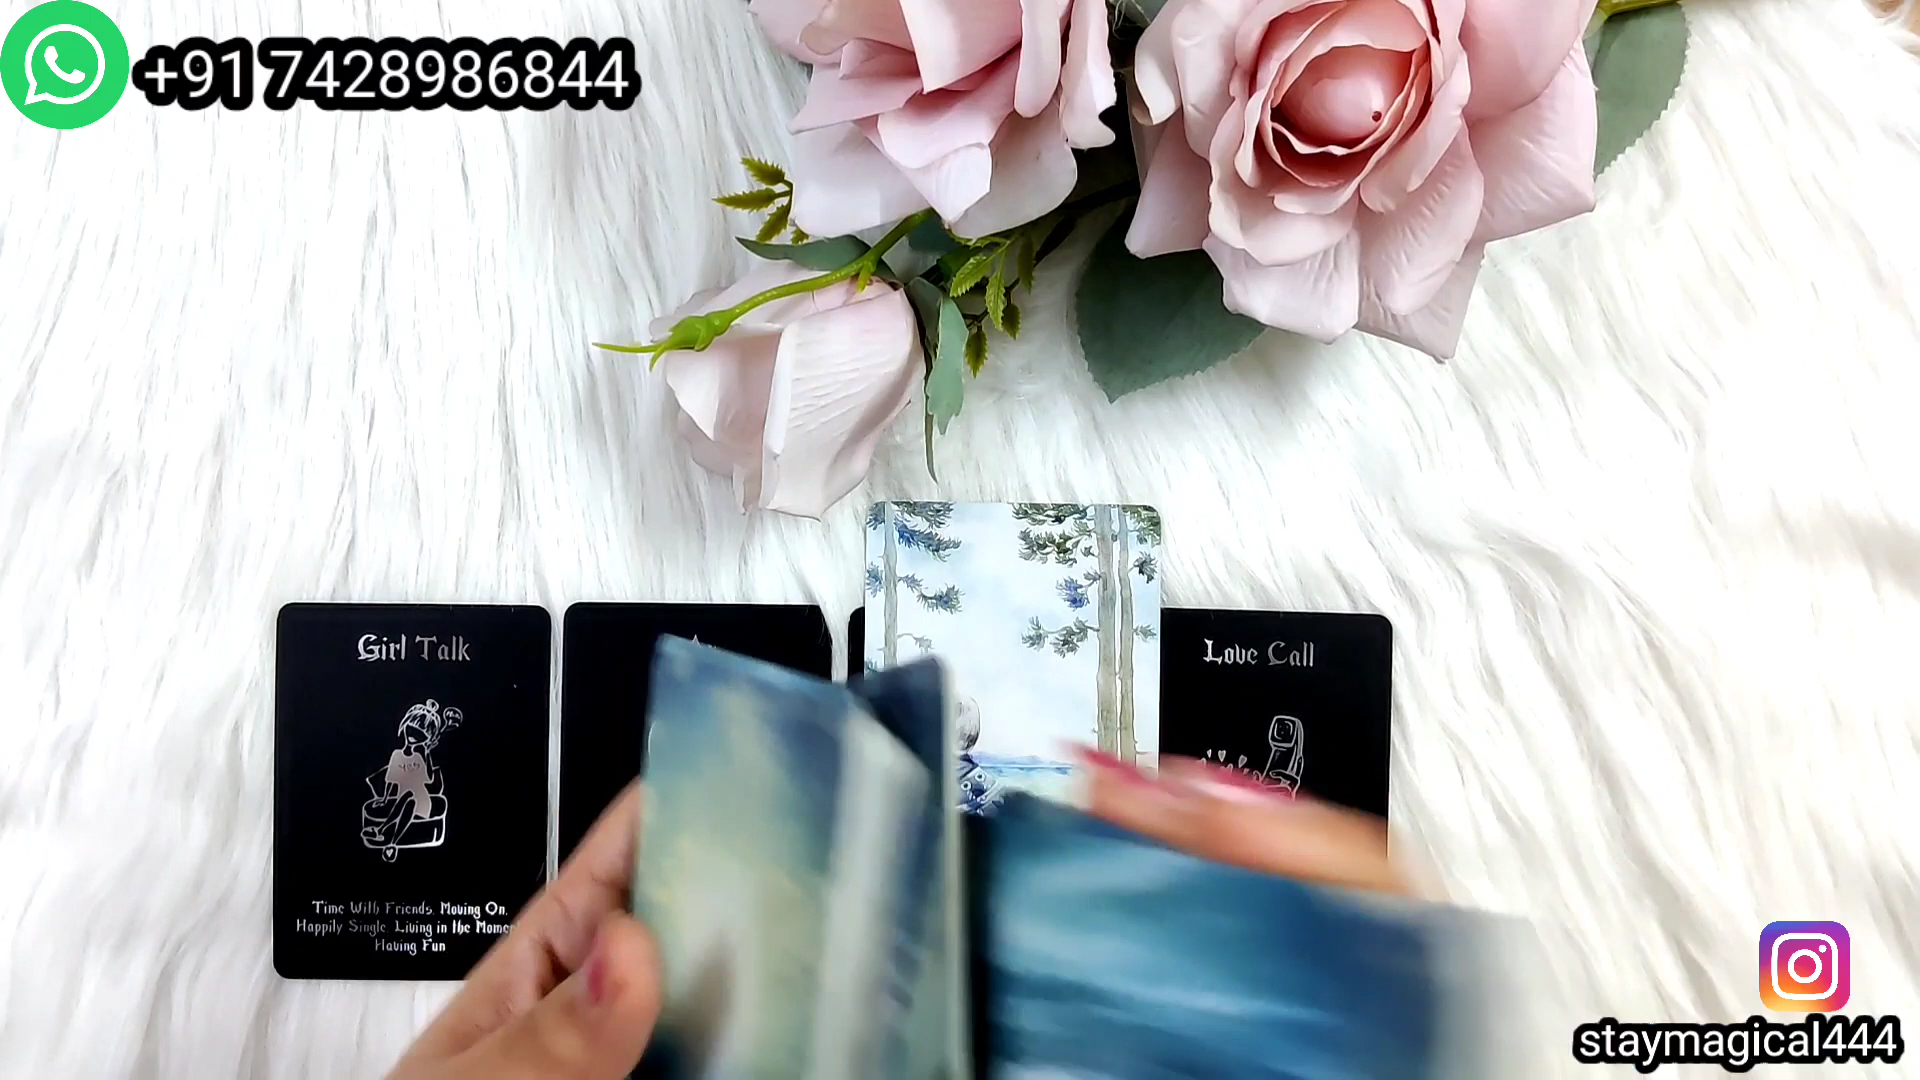 +91 7428986844
Girl Talk
Love Call
Time With Friends, Moving On,
Happily Single, Living in the
Having Fun
staymagical444